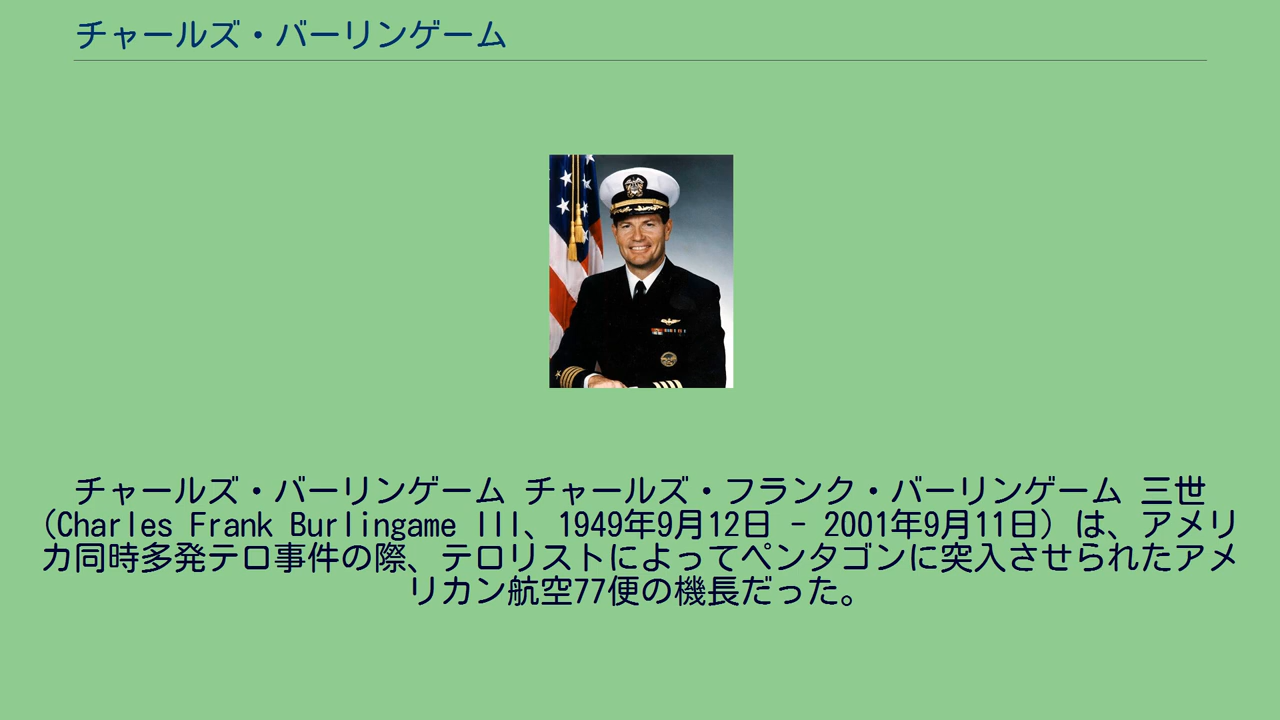 チャールズ・バーリンゲーム
チャールズ・バーリンゲーム チャールズ・フランク・バーリンゲーム 三世
(Charles Frank Burlingame III、1949年9月12日 - 2001年9月11日) は、アメリ
カ同時多発テロ事件の際、テロリストによってペンタゴンに突入させられたアメ
リカン航空77便の機長だった。